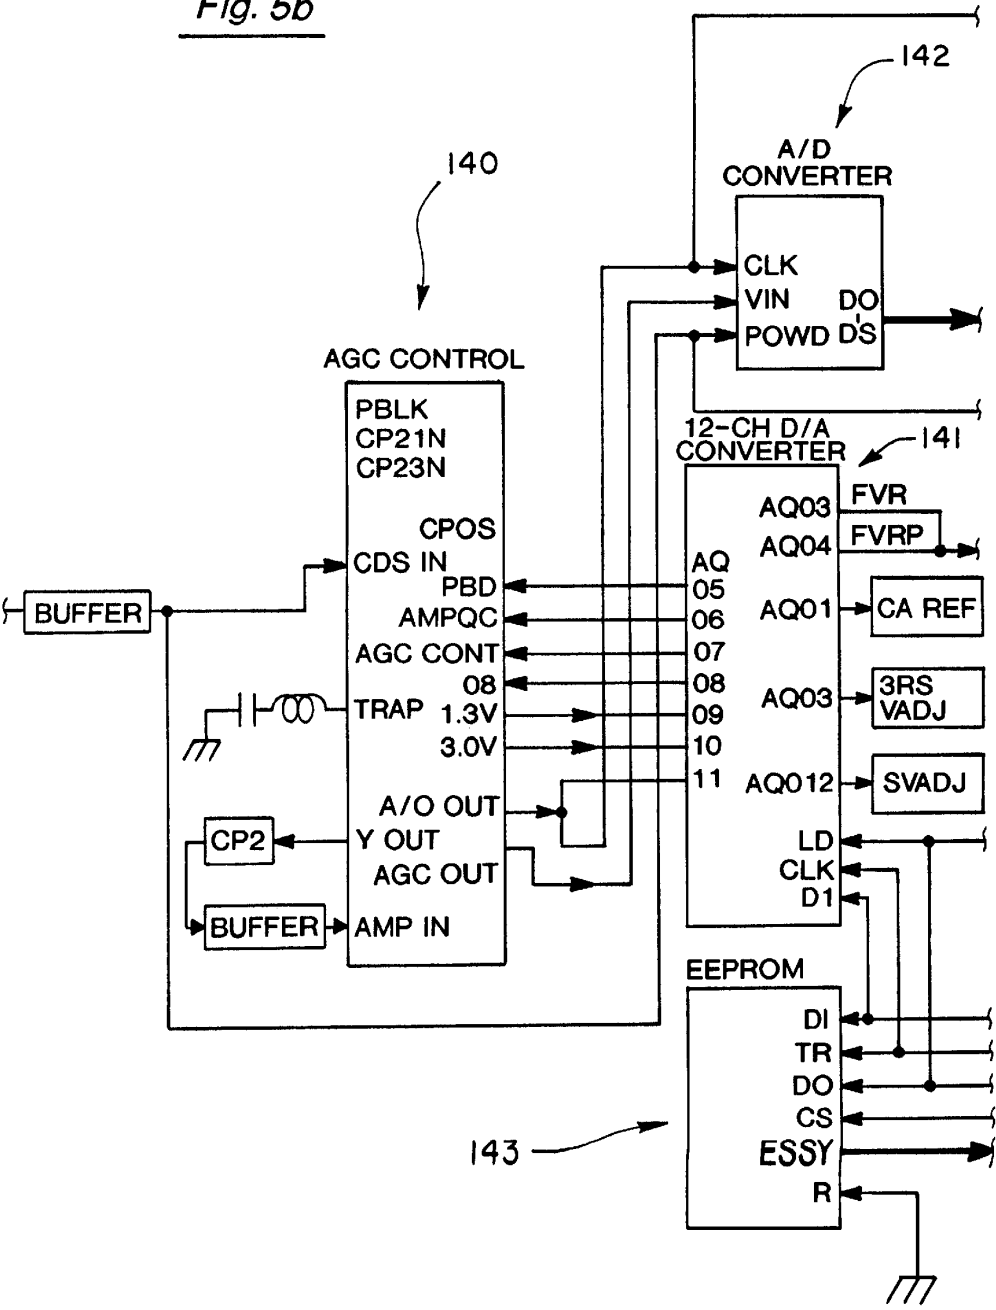 Fig. 5b
142
A/D
CONVERTER
140
CLK
VIN
DO
POWD
D'S
AGC CONTROL
PBLK
CP21N
CP23N
12-CH D/A
CONVERTER
141
AQ03
FVR
CPOS
AQ04
FVRP
CDS IN
AQ
PBD
05
BUFFER
AMPQC
06
AQ01
CA REF
AGC CONT
07
08
08
AQ03
3RS
VADJ
TRAP
1.3V
09
3.0V
10
11
AQ012
SVADJ
A/O OUT
CP2
Y OUT
LD
AGC OUT
CLK
D1
BUFFER
AMP IN
EEPROM
DI
TR
DO
CS
143
ESSY
R